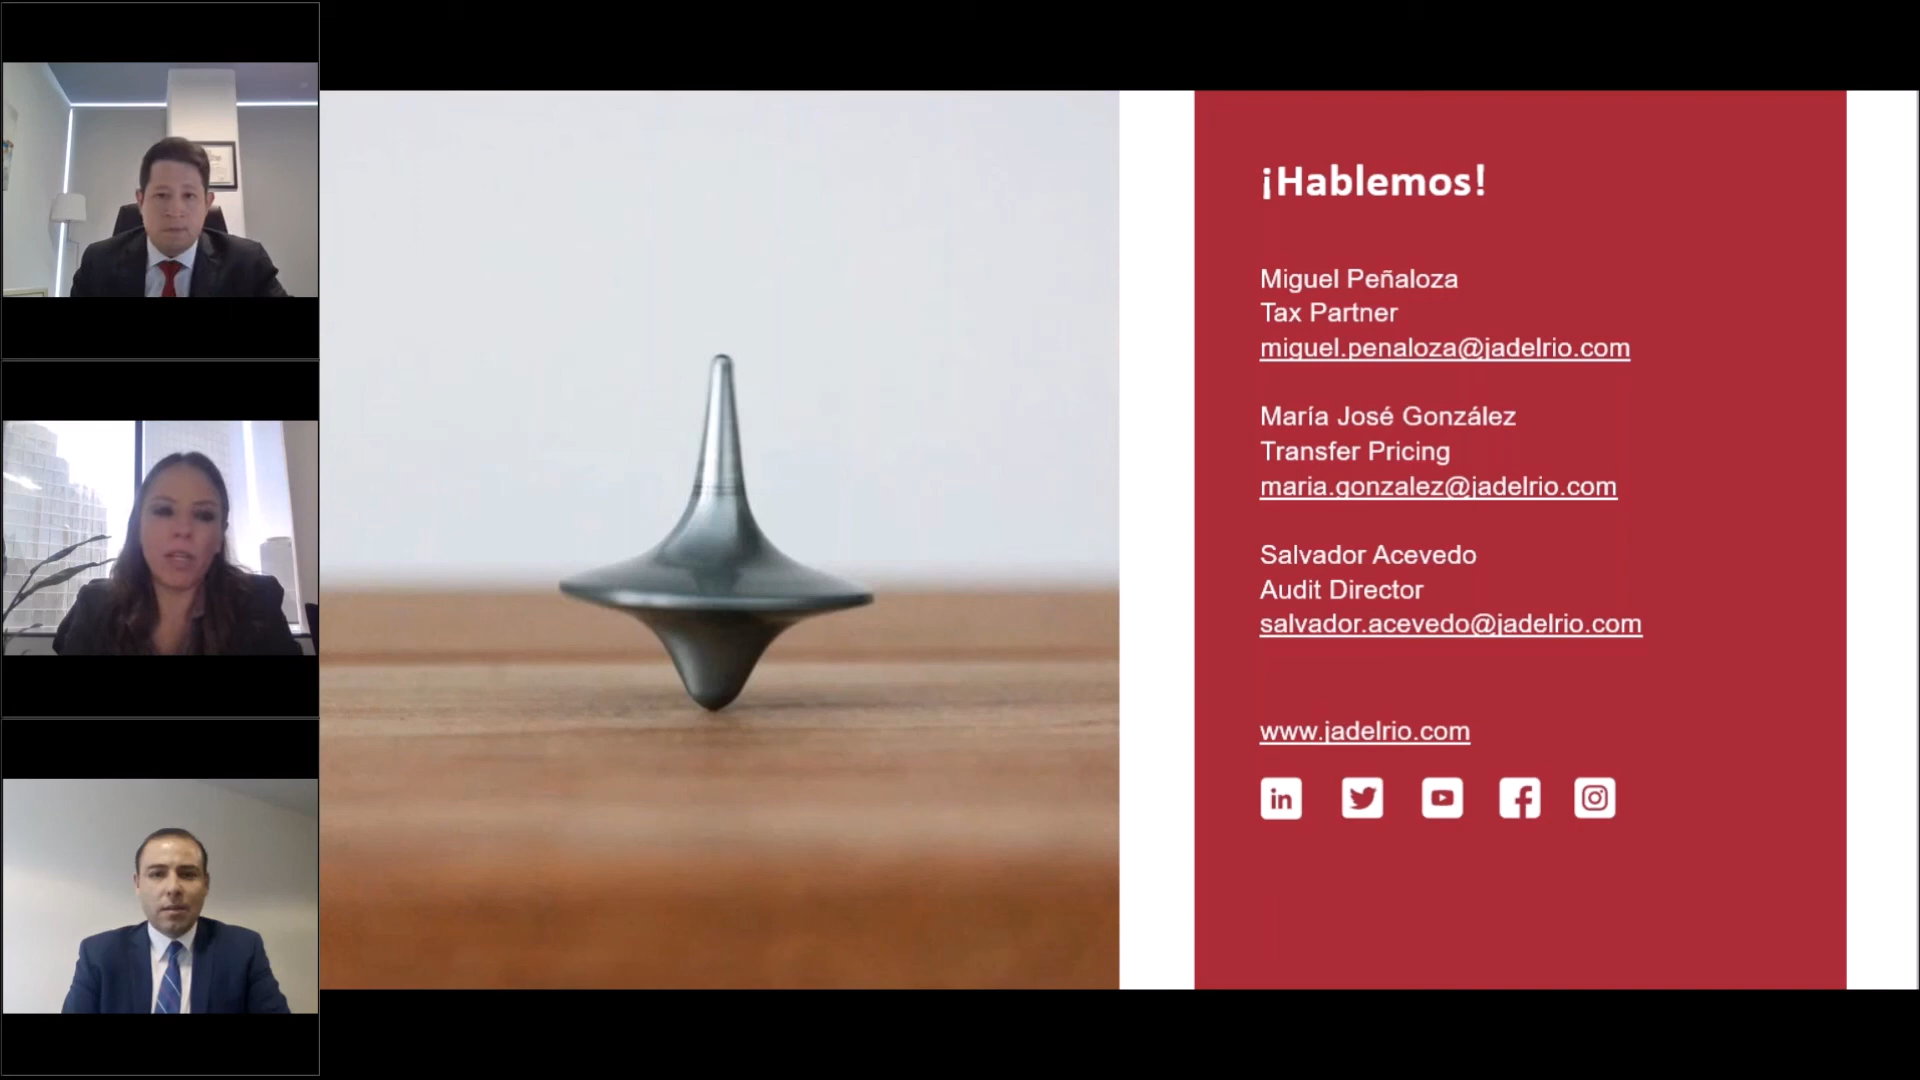 ¡Hablemos!
Miguel Peñaloza
Tax Partner
miguel.penaloza@jadelrio.com
María José González
Transfer Pricing
maria.gonzalez@jadelrio.com
Salvador Acevedo
Audit Director
salvador.acevedo@jadelrio.com
www.jadelrio.com
in